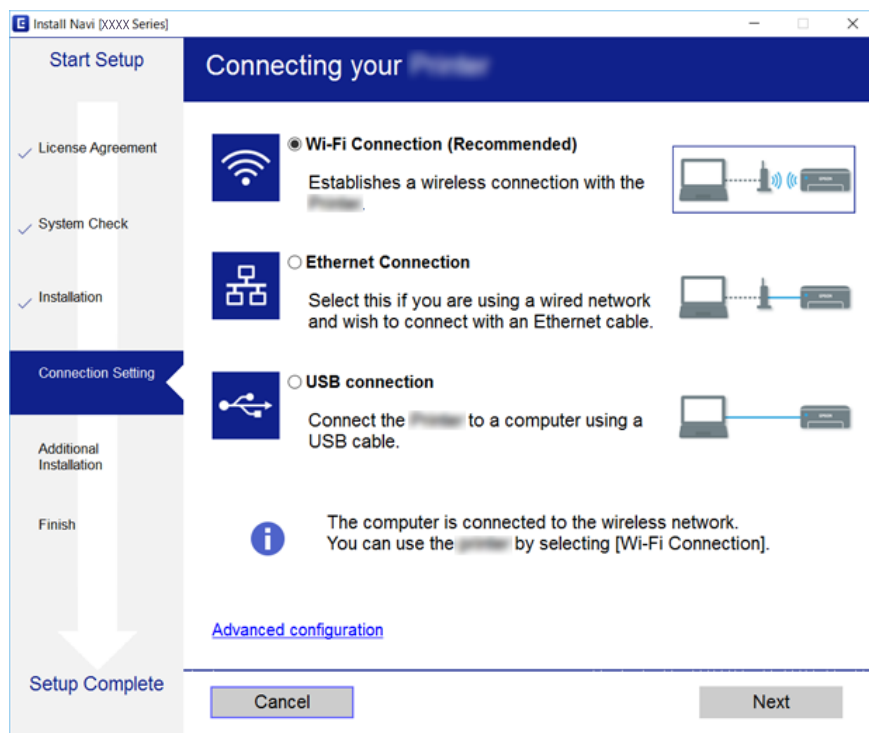 Install Navi [XXXX Series]
Start Setup
License Agreement
System Check
Installation
Connection Setting
Additional
Installation
Finish
Setup Complete
Connecting your
Wi-Fi Connection (Recommended)
Establishes a wireless connection with the
.
EPSON
Ethernet Connection
Select this if you are using a wired network
and wish to connect with an Ethernet cable.
EPSON
USB connection
Connect the to a computer using a
USB cable.
EPSON
The computer is connected to the wireless network.
You can use the by selecting [Wi-Fi Connection].
Advanced configuration
Cancel
Next